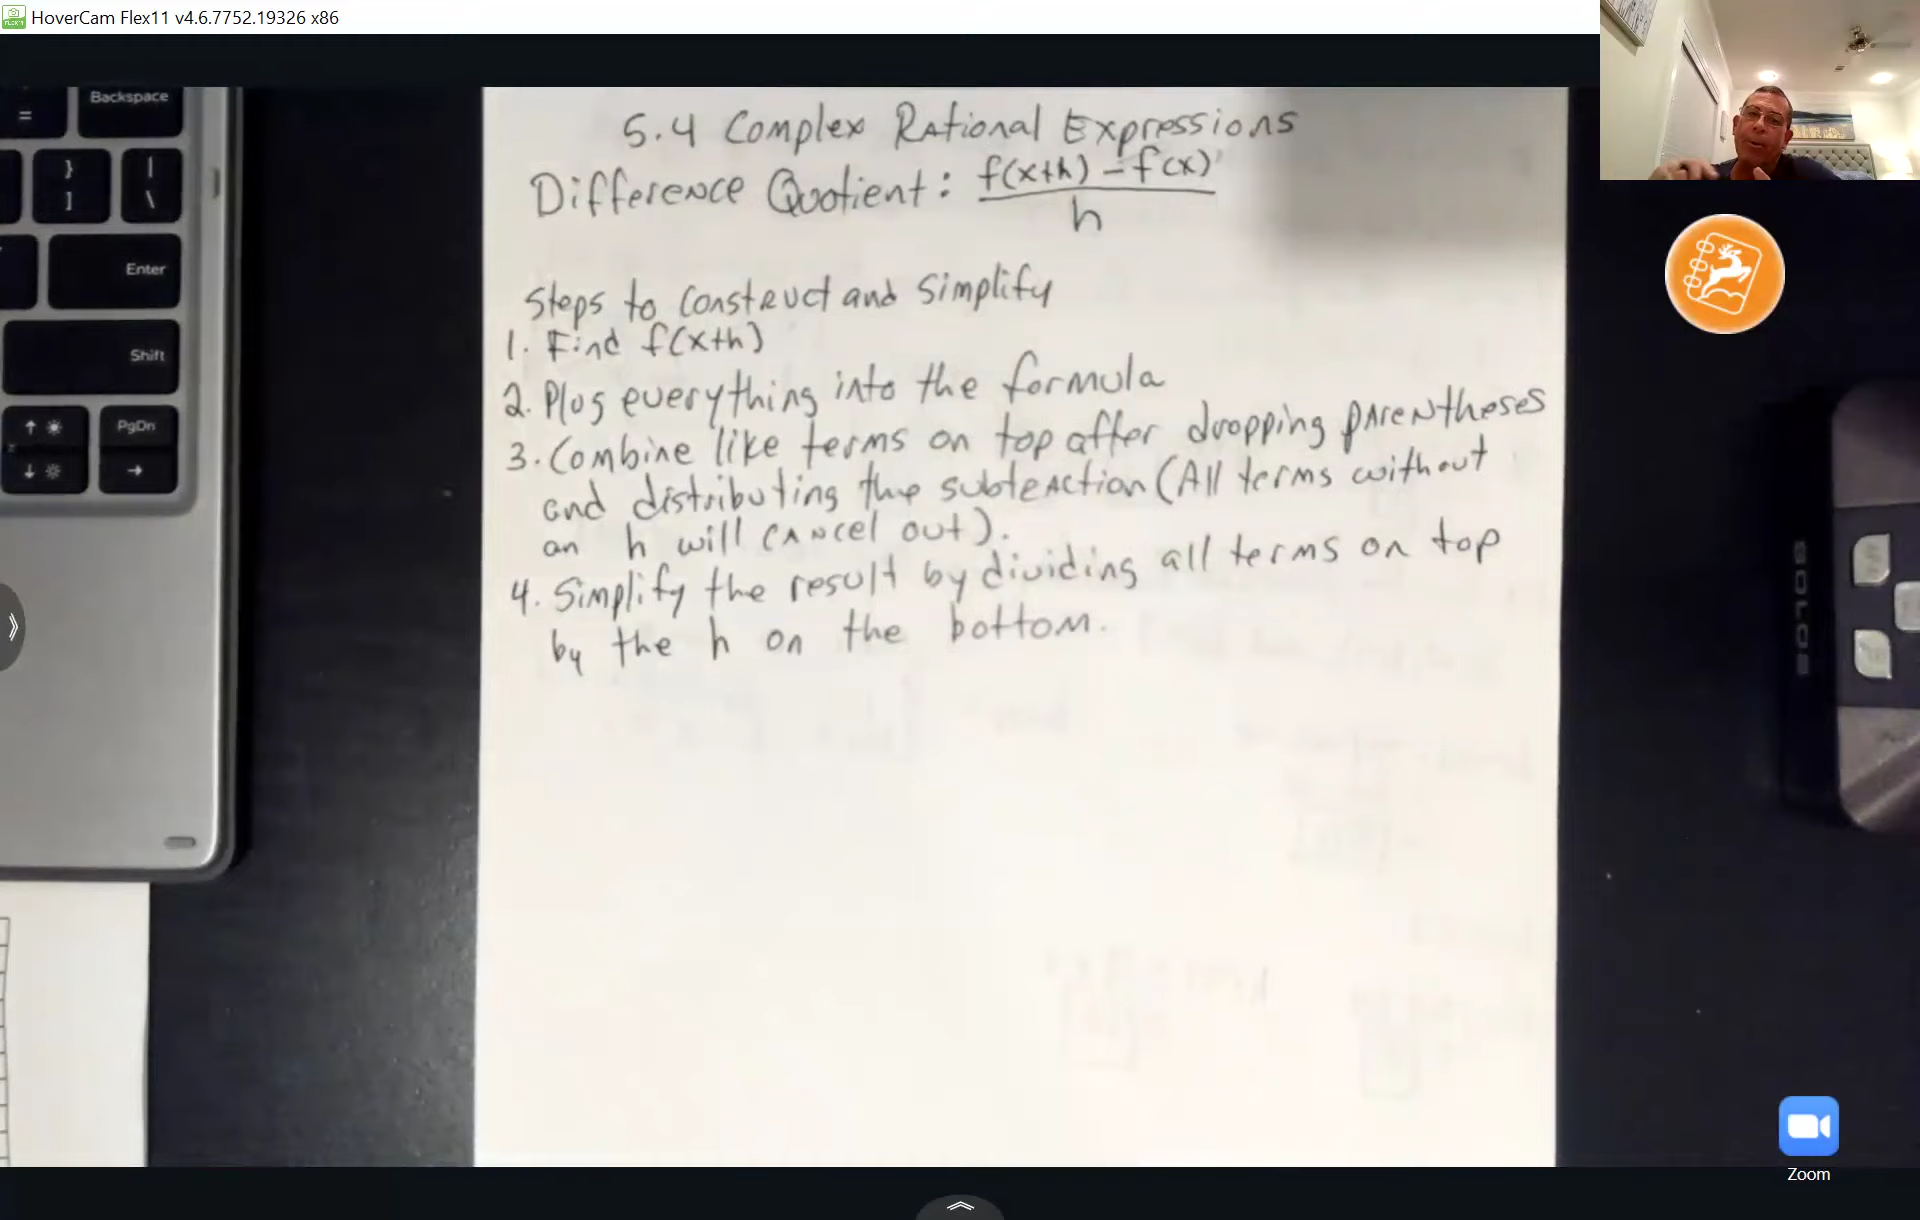 HoverCam Flex11 v4.6.7752.19326 x86
=
Backspace
}
]
|
\
Enter
Shift
PgDn
5.4 Complex Rational Expressions
Difference Quotient: f(x+h) - f(x)
h
Steps to Construct and Simplify
1. Find f(x+h)
2. Plug everything into the formula
3. Combine like terms on top after dropping parentheses
and distributing the subtraction (All terms without
an h will cancel out).
4. Simplify the result by dividing all terms on top
by the h on the bottom.
Zoom